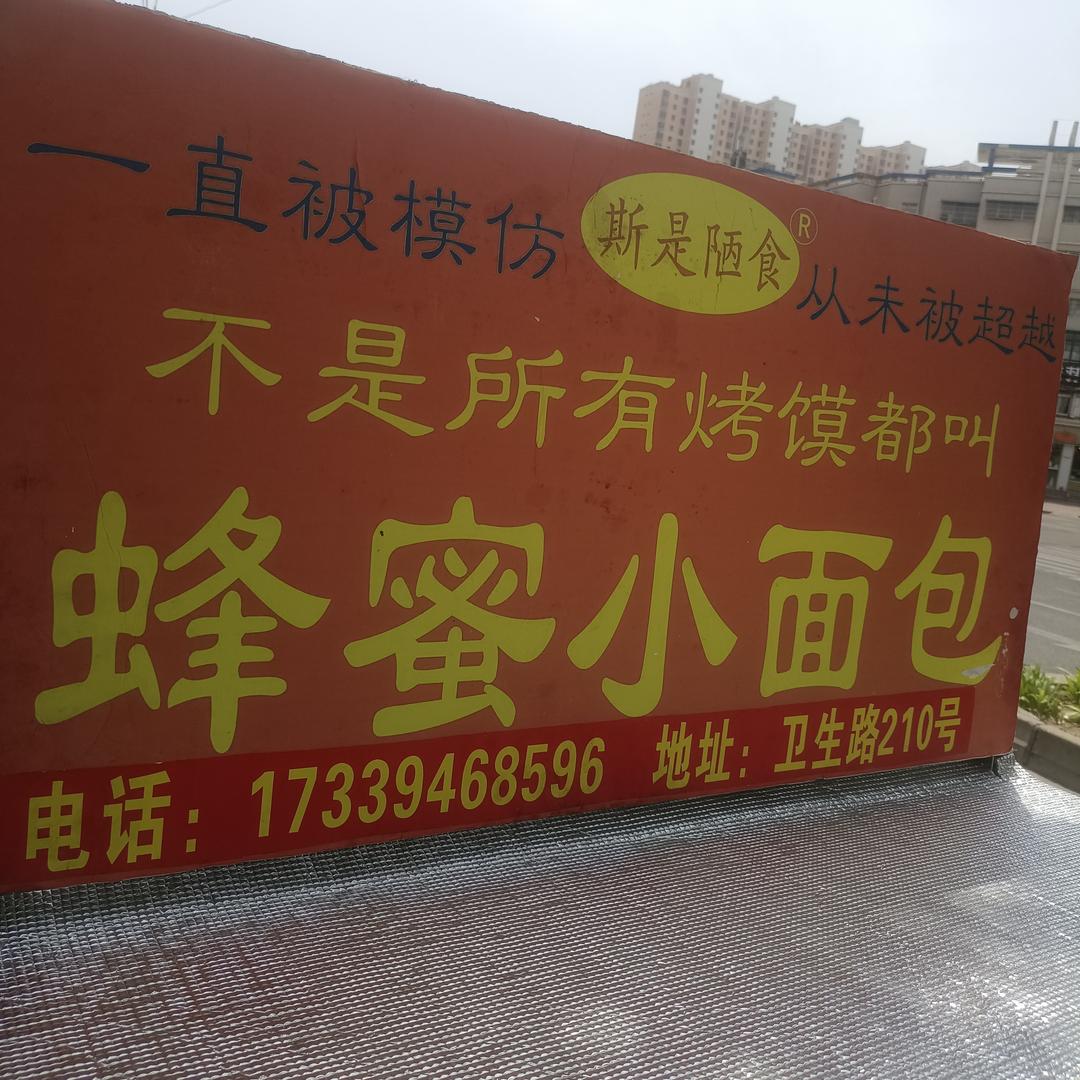 一直被模仿 斯是陋食® 从未被超越
不是所有烤馍都叫
蜂蜜小面包
电话：17339468596 地址：卫生路210号